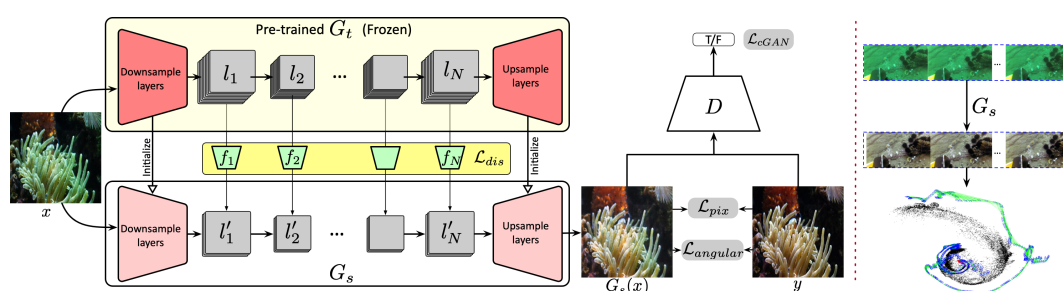 Pre-trained G_t (Frozen)
Downsample
layers
l_1
l_2
...
l_N
Upsample
layers
Initialize
f_1
f_2
f_N
L_dis
Initialize
x
Downsample
layers
l'_1
l'_2
...
l'_N
Upsample
layers
G_s
T/F
L_cGAN
D
L_pix
L_angular
G_s(x)
y
...
G_s
...